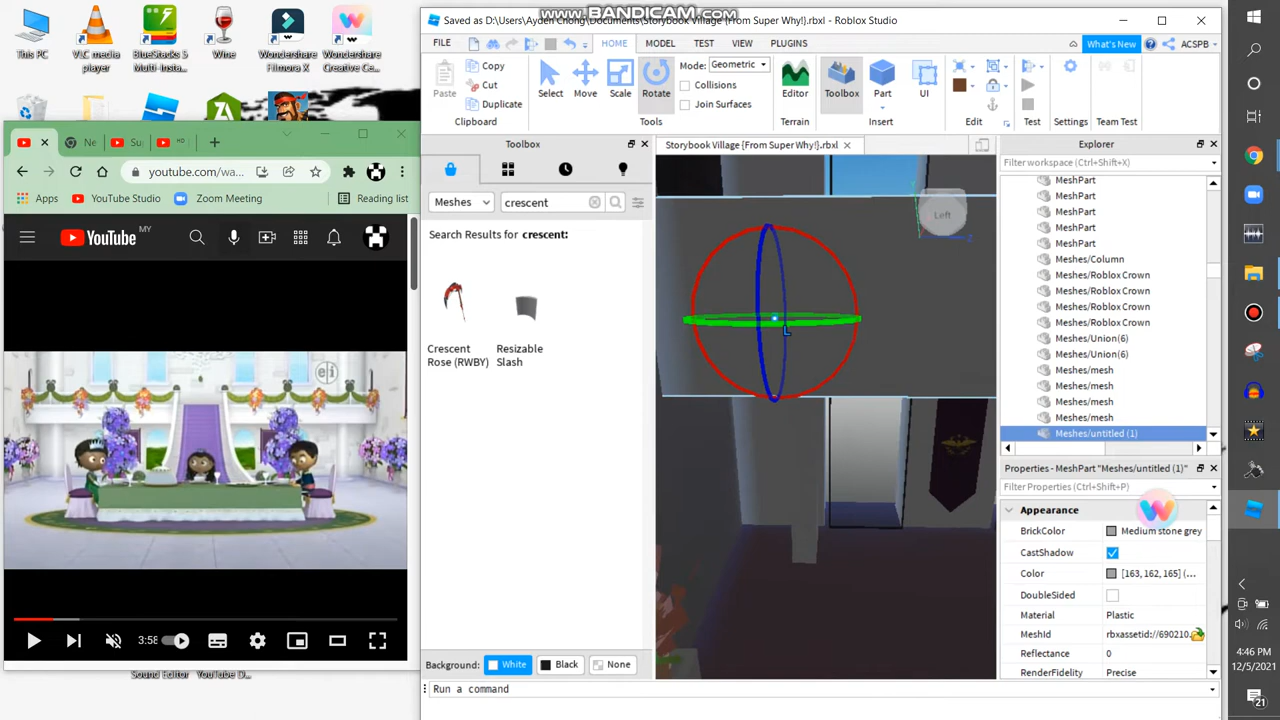 This PC
VLC media
player
BlueStacks 5
Multi-Insta...
Wine
Wondershare
Filmora X
Wondershare
Creative Ce...
www.BANDICAM.com
Saved as D:\Users\Ayden Cheng\Documents\Storybook Village {From Super Why!}.rbxl - Roblox Studio
FILE
HOME
MODEL
TEST
VIEW
PLUGINS
What's New
ACSPB
Paste
Copy
Cut
Duplicate
Clipboard
Select
Move
Scale
Rotate
Mode: Geometric
Collisions
Join Surfaces
Tools
Editor
Terrain
Toolbox
Part
UI
Insert
Edit
Test
Settings
Team Test
Ne
Su
HD
youtube.com/wa...
Apps
YouTube Studio
Zoom Meeting
Reading list
YouTube
MY
ei
3:58
Sound Editor
YouTube D...
Toolbox
Meshes
crescent
Search Results for crescent:
Crescent
Rose (RWBY)
Resizable
Slash
Background:
White
Black
None
Run a command
Storybook Village {From Super Why!}.rbxl
Left
Z
Explorer
Filter workspace (Ctrl+Shift+X)
MeshPart
MeshPart
MeshPart
MeshPart
MeshPart
Meshes/Column
Meshes/Roblox Crown
Meshes/Roblox Crown
Meshes/Roblox Crown
Meshes/Roblox Crown
Meshes/Union(6)
Meshes/Union(6)
Meshes/mesh
Meshes/mesh
Meshes/mesh
Meshes/mesh
Meshes/untitled (1)
Properties - MeshPart "Meshes/untitled (1)"
Filter Properties (Ctrl+Shift+P)
Appearance
BrickColor
Medium stone grey
CastShadow
Color
[163, 162, 165] (...
DoubleSided
Material
Plastic
MeshId
rbxassetid://690210...
Reflectance
0
RenderFidelity
Precise
4:46 PM
12/5/2021
21